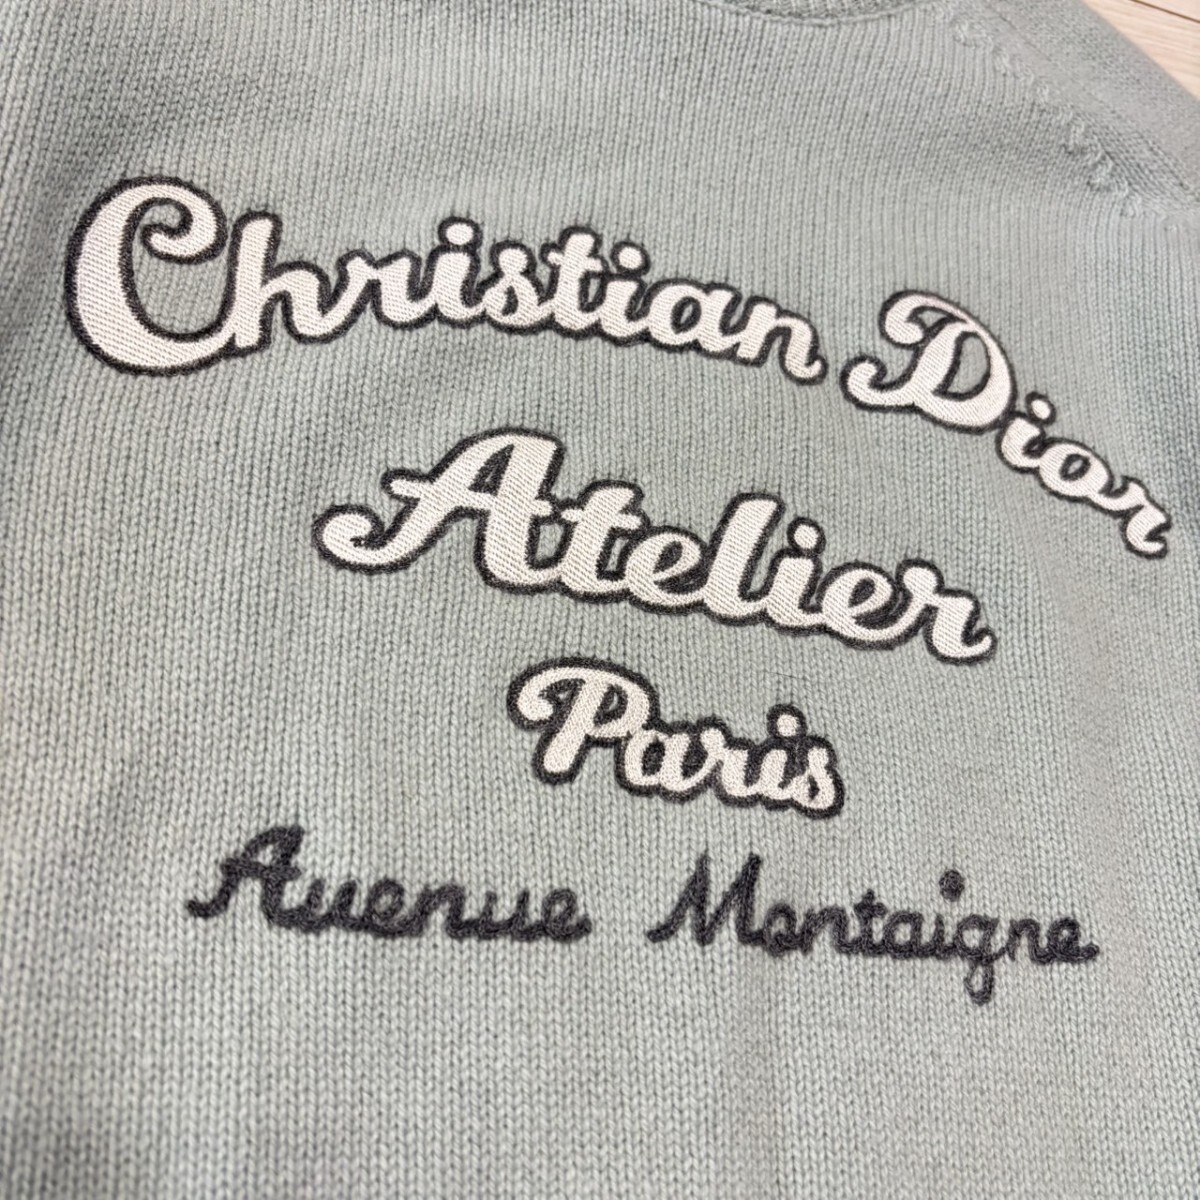 Christian Dior
Atelier
Paris
Avenue Montaigne